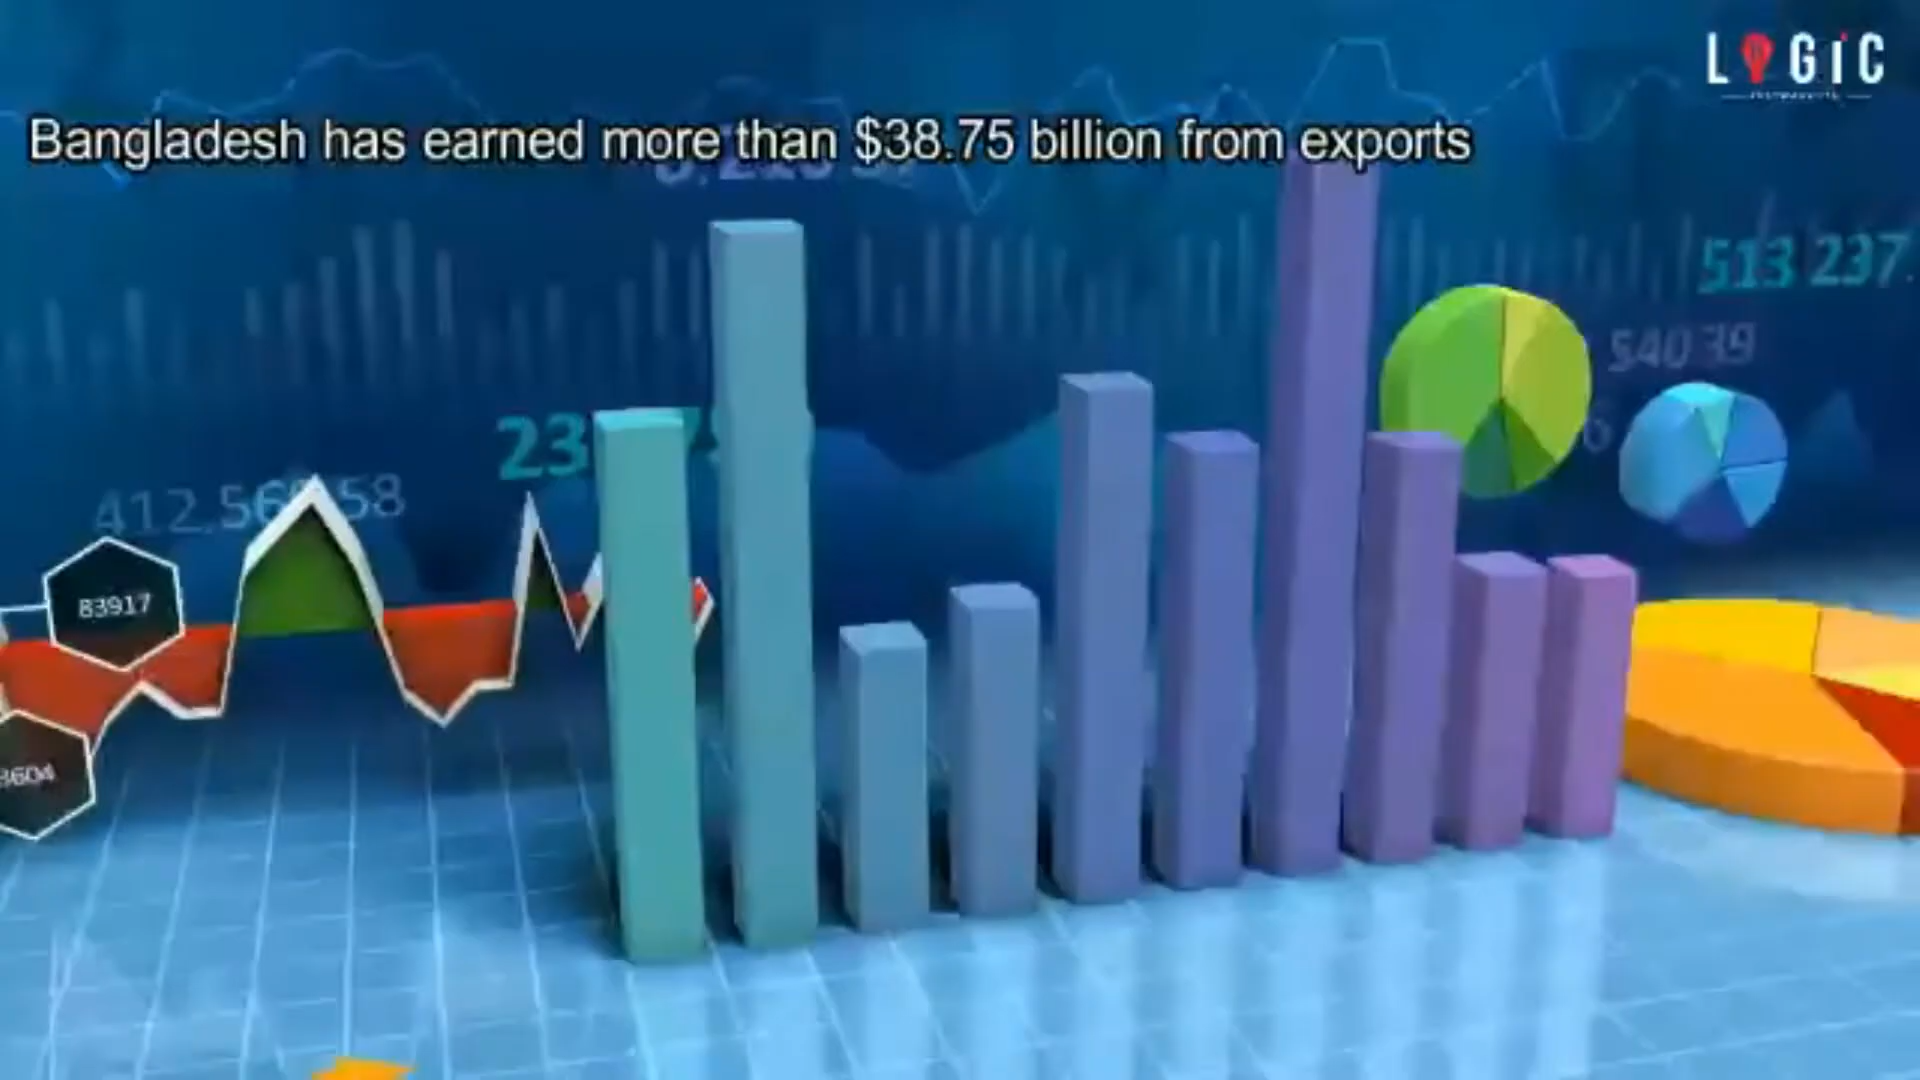 LOGIC
Bangladesh has earned more than $38.75 billion from exports
513 237.
540 39
412,56 58
83917
3604